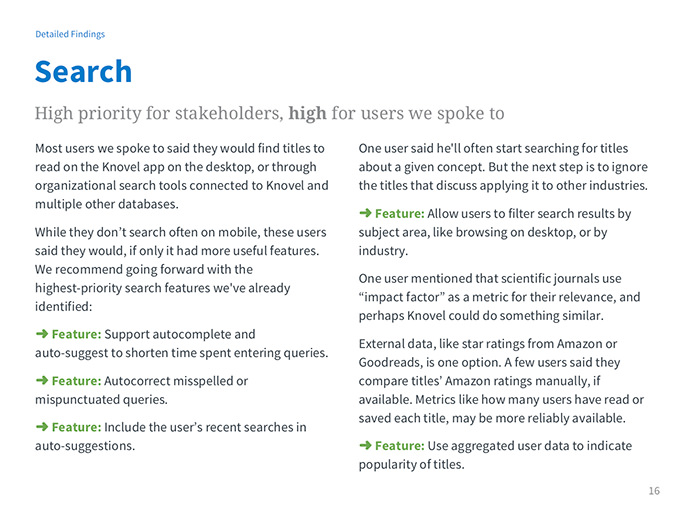 Detailed Findings
Search
High priority for stakeholders, high for users we spoke to
Most users we spoke to said they would find titles to
read on the Knovel app on the desktop, or through
organizational search tools connected to Knovel and
multiple other databases.
While they don’t search often on mobile, these users
said they would, if only it had more useful features.
We recommend going forward with the
highest-priority search features we've already
identified:
➜ Feature: Support autocomplete and
auto-suggest to shorten time spent entering queries.
➜ Feature: Autocorrect misspelled or
mispunctuated queries.
➜ Feature: Include the user’s recent searches in
auto-suggestions.
One user said he'll often start searching for titles
about a given concept. But the next step is to ignore
the titles that discuss applying it to other industries.
➜ Feature: Allow users to filter search results by
subject area, like browsing on desktop, or by
industry.
One user mentioned that scientific journals use
“impact factor” as a metric for their relevance, and
perhaps Knovel could do something similar.
External data, like star ratings from Amazon or
Goodreads, is one option. A few users said they
compare titles’ Amazon ratings manually, if
available. Metrics like how many users have read or
saved each title, may be more reliably available.
➜ Feature: Use aggregated user data to indicate
popularity of titles.
16